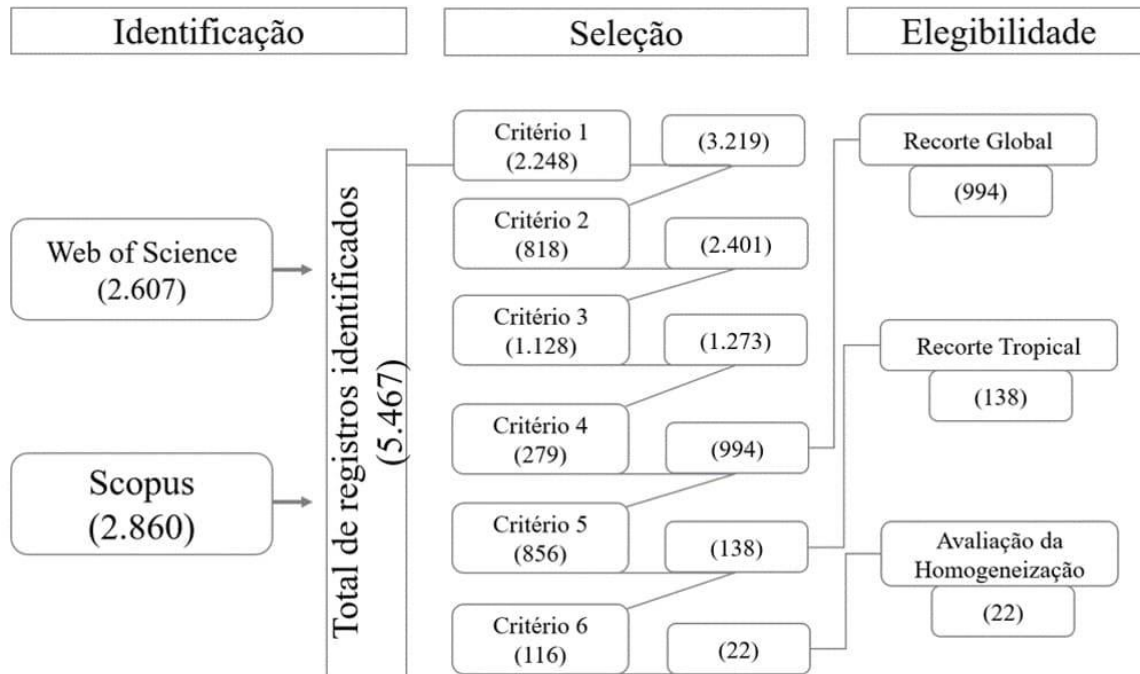 Identificação
Seleção
Elegibilidade
Web of Science
(2.607)
Scopus
(2.860)
Total de registros identificados
(5.467)
Critério 1
(2.248)
(3.219)
Critério 2
(818)
(2.401)
Critério 3
(1.128)
(1.273)
Critério 4
(279)
(994)
Critério 5
(856)
(138)
Critério 6
(116)
(22)
Recorte Global
(994)
Recorte Tropical
(138)
Avaliação da
Homogeneização
(22)